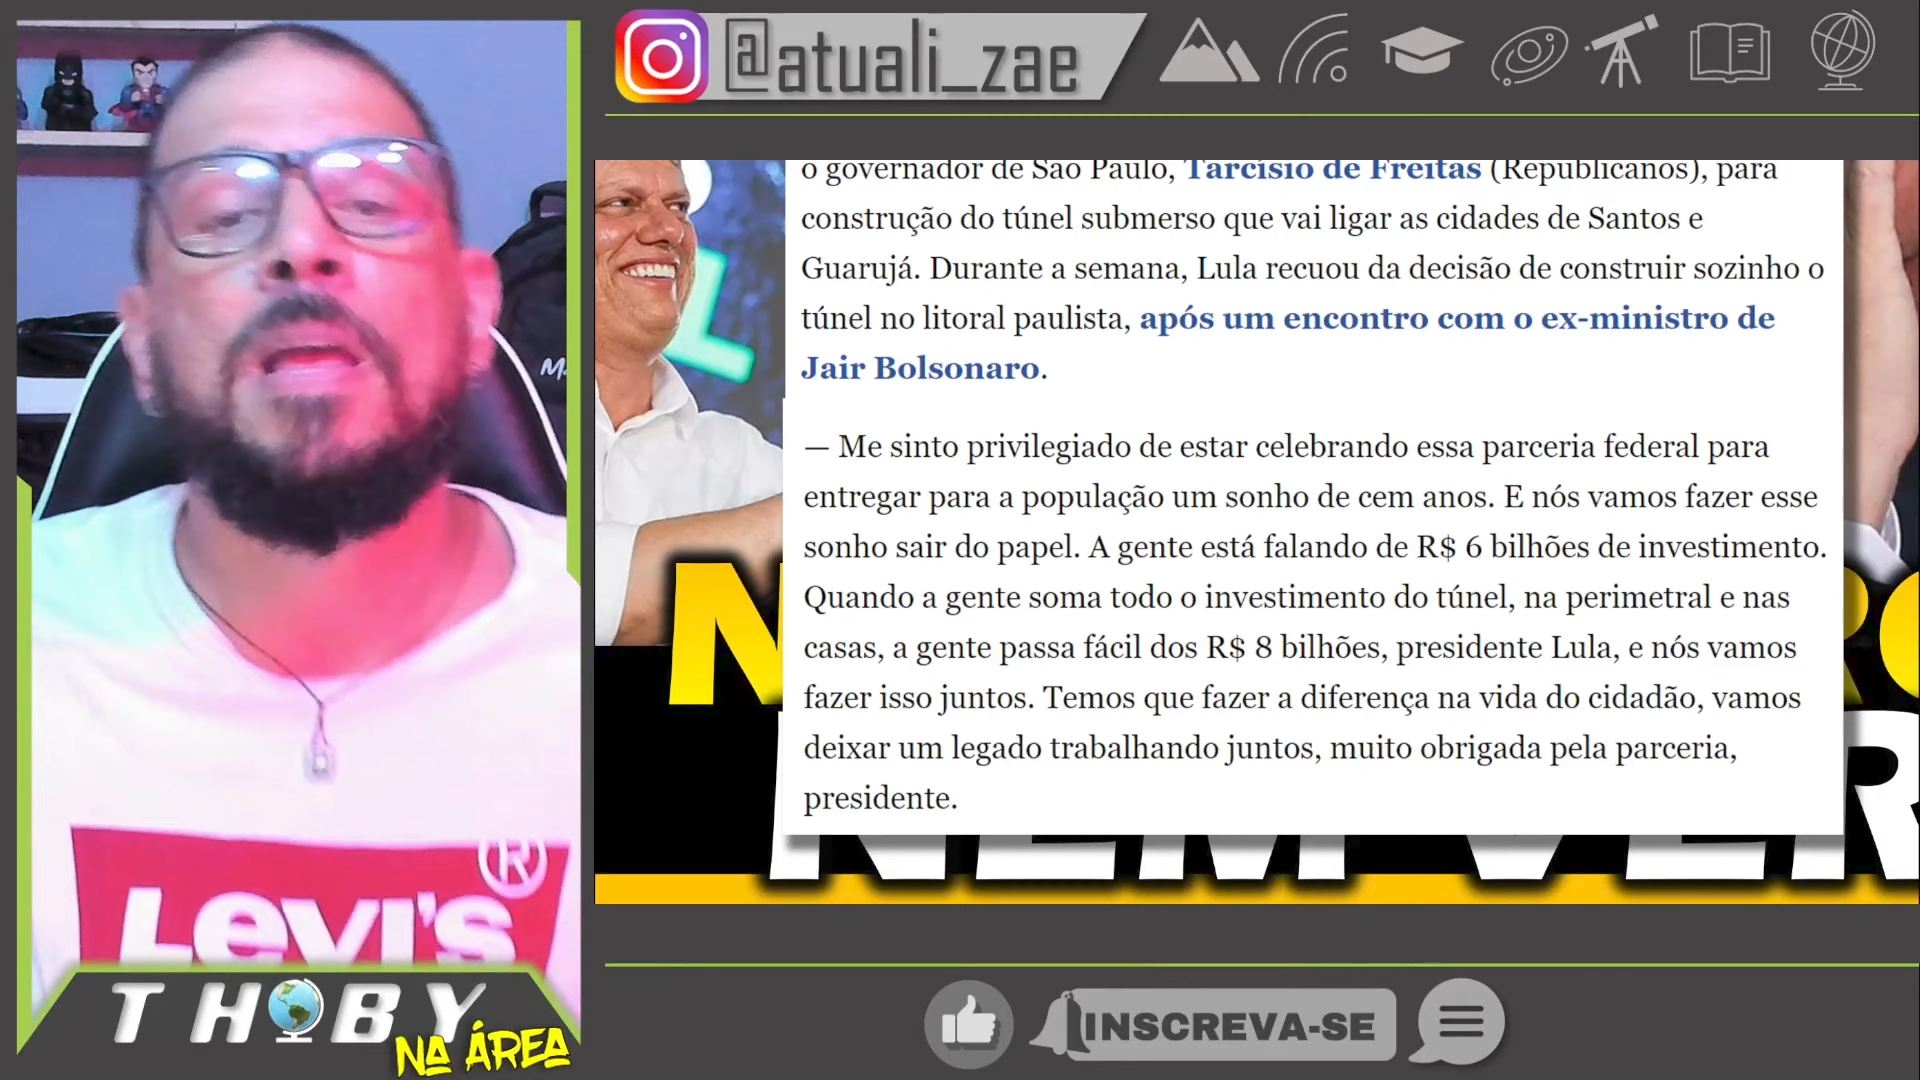 @atuali_zae
o governador de São Paulo, Tarcísio de Freitas (Republicanos), para
construção do túnel submerso que vai ligar as cidades de Santos e
Guarujá. Durante a semana, Lula recuou da decisão de construir sozinho o
túnel no litoral paulista, após um encontro com o ex-ministro de
Jair Bolsonaro.
— Me sinto privilegiado de estar celebrando essa parceria federal para
entregar para a população um sonho de cem anos. E nós vamos fazer esse
sonho sair do papel. A gente está falando de R$ 6 bilhões de investimento.
Quando a gente soma todo o investimento do túnel, na perimetral e nas
casas, a gente passa fácil dos R$ 8 bilhões, presidente Lula, e nós vamos
fazer isso juntos. Temos que fazer a diferença na vida do cidadão, vamos
deixar um legado trabalhando juntos, muito obrigada pela parceria,
presidente.
NEM VER
Levi's ®
THOBY
NA ÁREA
INSCREVA-SE